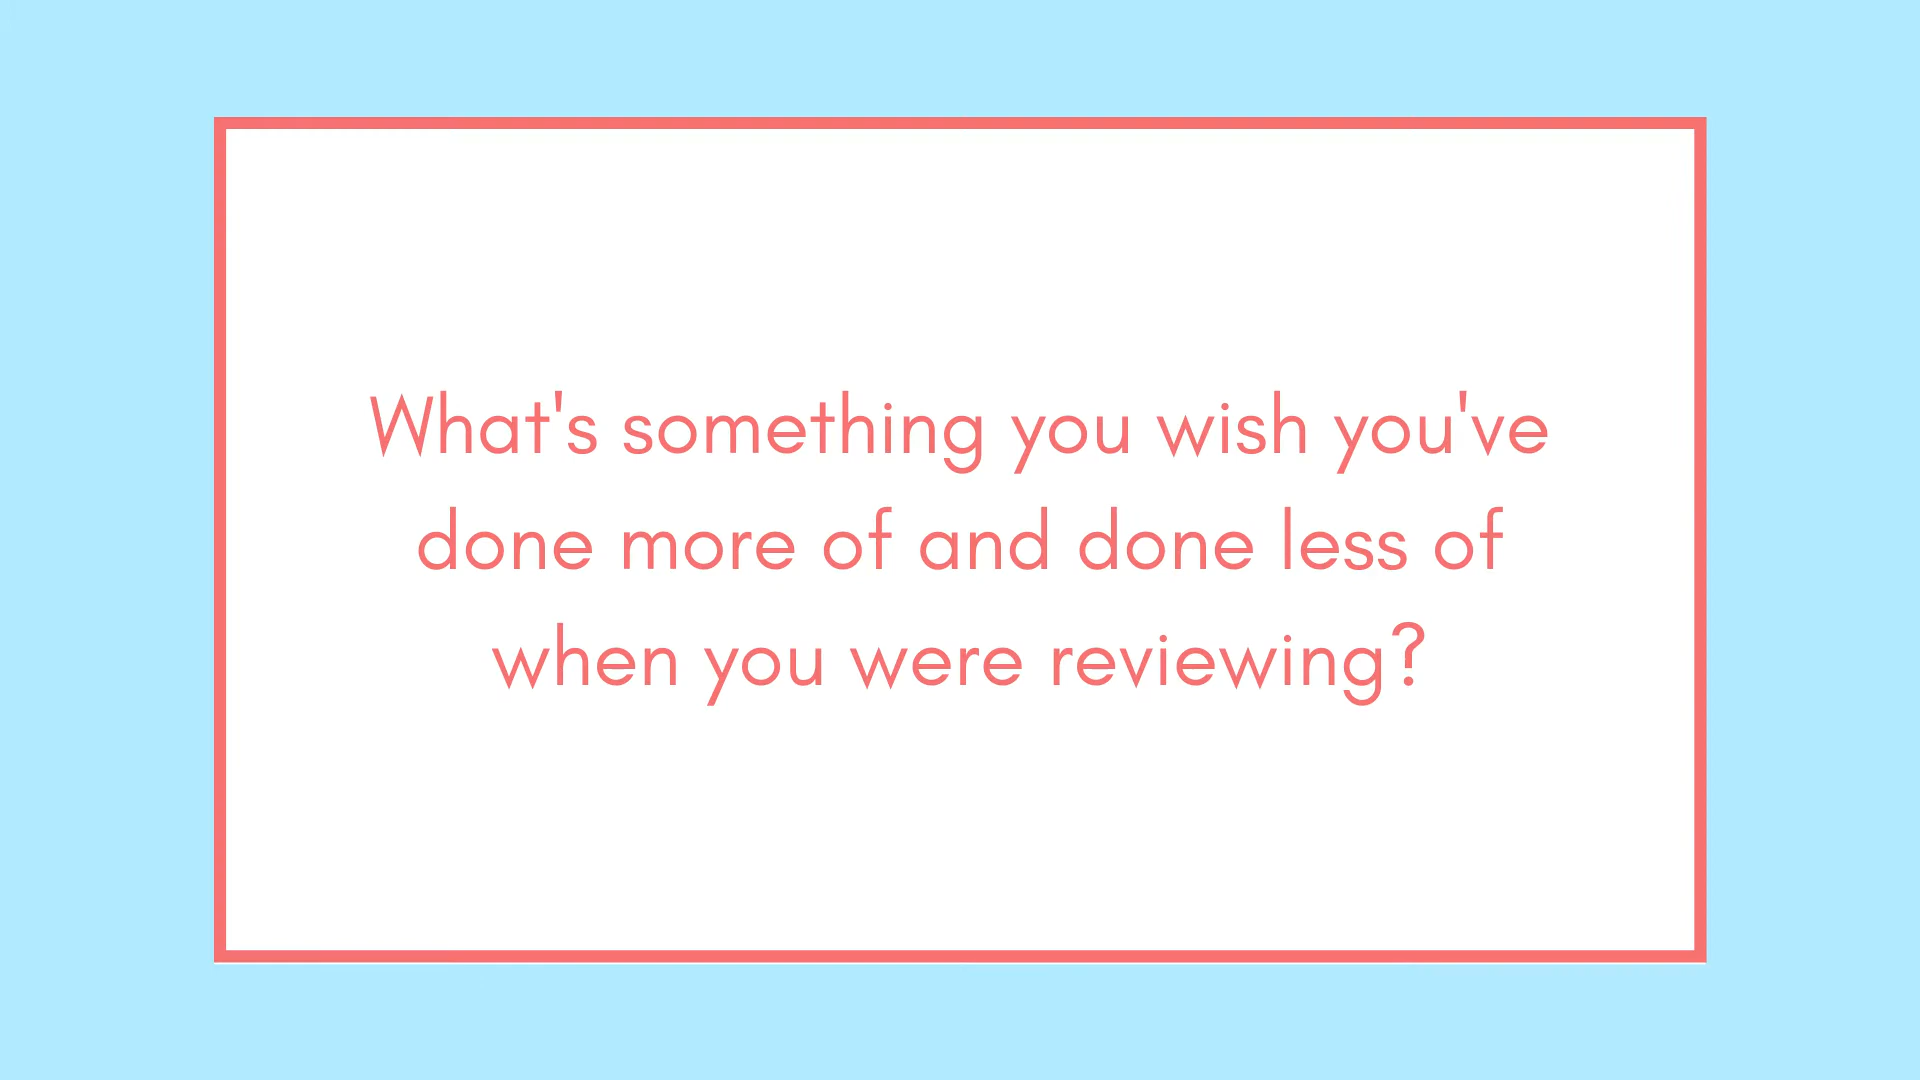 What's something you wish you've
done more of and done less of
when you were reviewing?